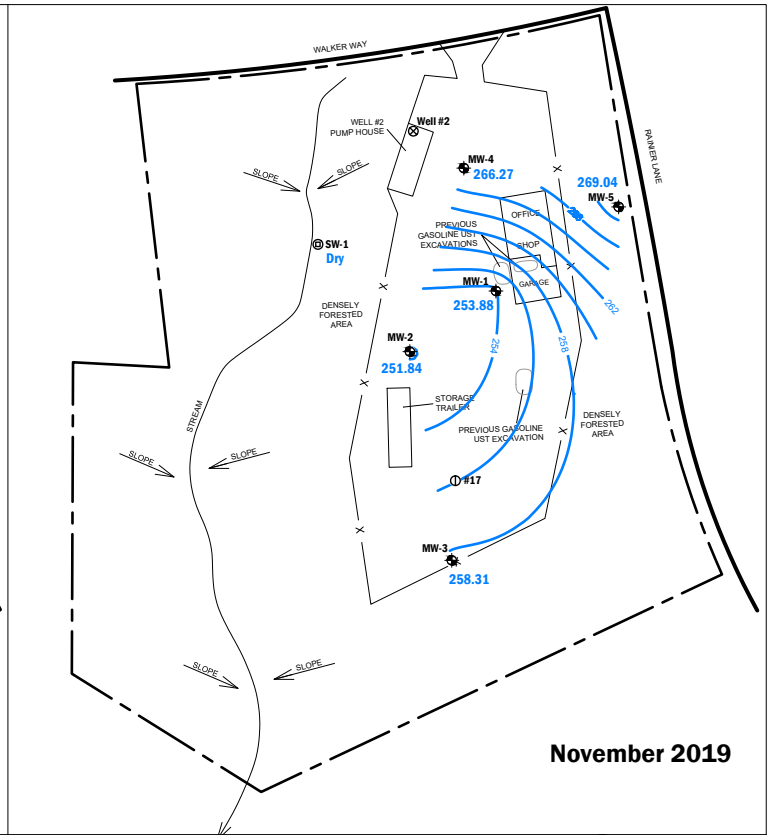 WALKER WAY
RAINIER LANE
WELL #2
PUMP HOUSE
Well #2
MW-4
266.27
269.04
MW-5
SLOPE
SLOPE
OFFICE
PREVIOUS
GASOLINE UST
EXCAVATIONS
SHOP
SW-1
Dry
MW-1
GARAGE
253.88
262
DENSELY
FORESTED
AREA
MW-2
251.84
254
258
STORAGE
TRAILER
STREAM
PREVIOUS GASOLINE
UST EXCAVATION
DENSELY
FORESTED
AREA
SLOPE
SLOPE
#17
X
X
X
X
X
X
MW-3
258.31
SLOPE
SLOPE
November 2019